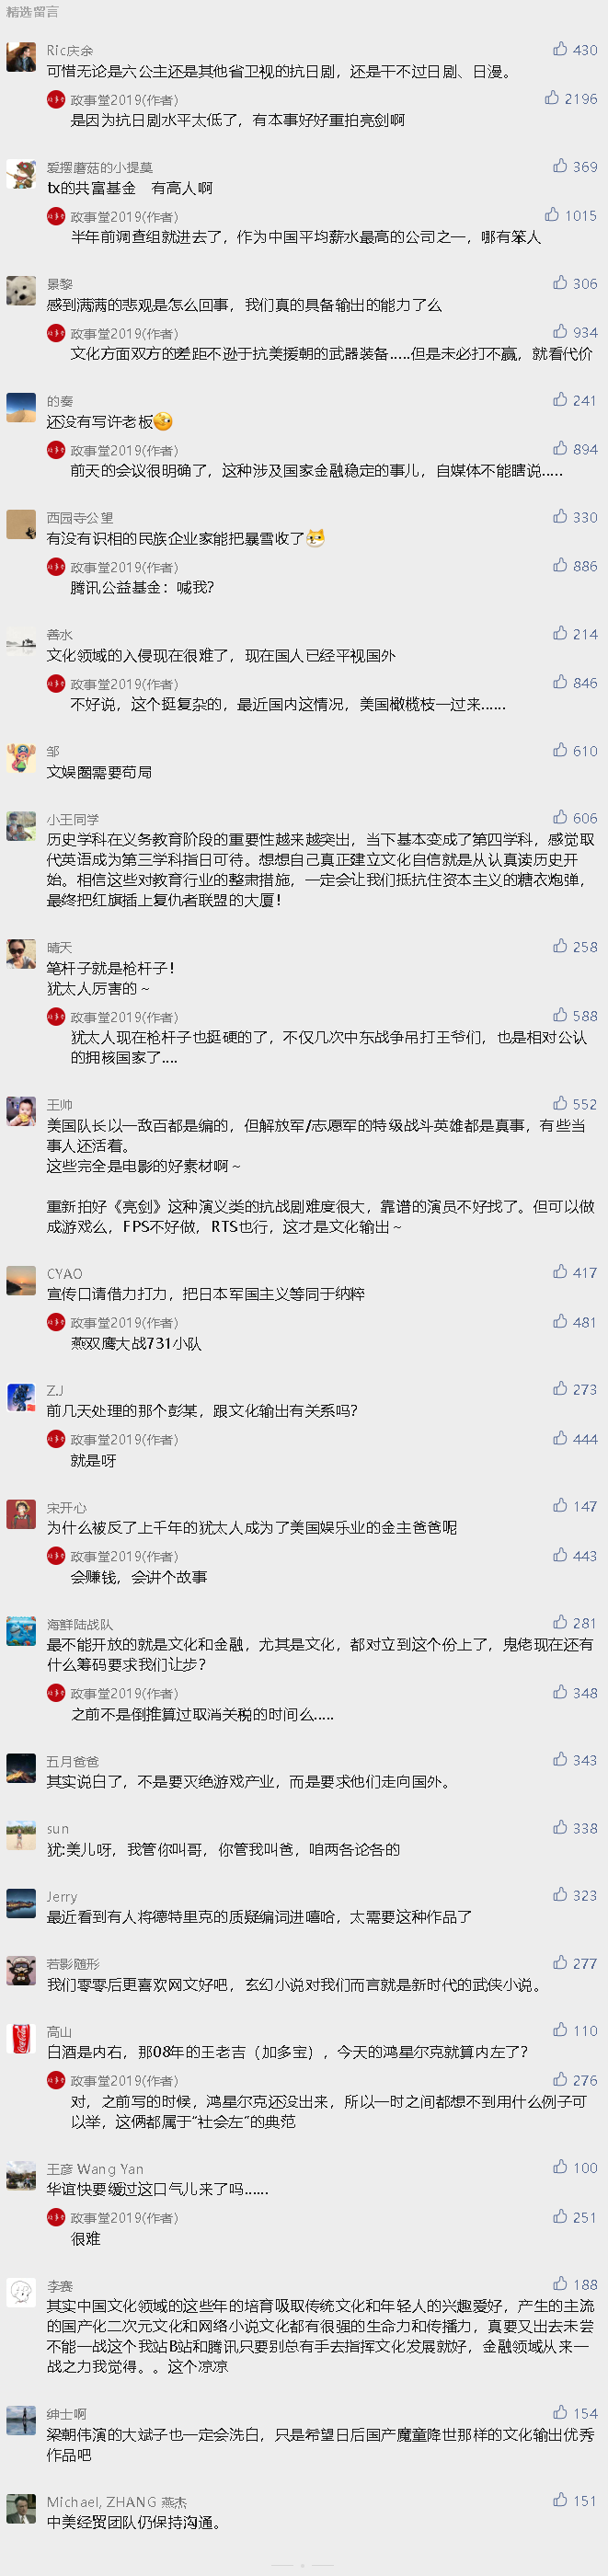 精选留言
Ric庆余
430
可惜无论是六公主还是其他省卫视的抗日剧，还是干不过日剧、日漫。
政事堂2019(作者)
2196
是因为抗日剧水平太低了，有本事好好重拍亮剑啊
爱摆蘑菇的小提莫
369
tx的共富基金　有高人啊
政事堂2019(作者)
1015
半年前调查组就进去了，作为中国平均薪水最高的公司之一，哪有笨人
景黎
306
感到满满的悲观是怎么回事，我们真的具备输出的能力了么
政事堂2019(作者)
934
文化方面双方的差距不逊于抗美援朝的武器装备.....但是未必打不赢，就看代价
的秦
241
还没有写许老板
政事堂2019(作者)
894
前天的会议很明确了，这种涉及国家金融稳定的事儿，自媒体不能瞎说.....
西园寺公望
330
有没有识相的民族企业家能把暴雪收了
政事堂2019(作者)
886
腾讯公益基金：喊我？
善水
214
文化领域的入侵现在很难了，现在国人已经平视国外
政事堂2019(作者)
846
不好说，这个挺复杂的，最近国内这情况，美国橄榄枝一过来......
邹
610
文娱圈需要苟局
小王同学
606
历史学科在义务教育阶段的重要性越来越突出，当下基本变成了第四学科，感觉取
代英语成为第三学科指日可待。想想自己真正建立文化自信就是从认真读历史开
始。相信这些对教育行业的整肃措施，一定会让我们抵抗住资本主义的糖衣炮弹，
最终把红旗插上复仇者联盟的大厦！
晴天
258
笔杆子就是枪杆子！
犹太人厉害的～
政事堂2019(作者)
588
犹太人现在枪杆子也挺硬的了，不仅几次中东战争吊打王爷们，也是相对公认
的拥核国家了....
王帅
552
美国队长以一敌百都是编的，但解放军/志愿军的特级战斗英雄都是真事，有些当
事人还活着。
这些完全是电影的好素材啊～
重新拍好《亮剑》这种演义类的抗战剧难度很大，靠谱的演员不好找了。但可以做
成游戏么，FPS不好做，RTS也行，这才是文化输出～
CYAO
417
宣传口请借力打力，把日本军国主义等同于纳粹
政事堂2019(作者)
481
燕双鹰大战731小队
Z.J
273
前几天处理的那个彭某，跟文化输出有关系吗？
政事堂2019(作者)
444
就是呀
宋开心
147
为什么被反了上千年的犹太人成为了美国娱乐业的金主爸爸呢
政事堂2019(作者)
443
会赚钱，会讲个故事
海鲜陆战队
281
最不能开放的就是文化和金融，尤其是文化，都对立到这个份上了，鬼佬现在还有
什么筹码要求我们让步？
政事堂2019(作者)
348
之前不是倒推算过取消关税的时间么.....
五月爸爸
343
其实说白了，不是要灭绝游戏产业，而是要求他们走向国外。
sun
338
犹:美儿呀，我管你叫哥，你管我叫爸，咱两各论各的
Jerry
323
最近看到有人将德特里克的质疑编词进嘻哈，太需要这种作品了
若影随形
277
我们零零后更喜欢网文好吧，玄幻小说对我们而言就是新时代的武侠小说。
高山
110
白酒是内右，那08年的王老吉（加多宝），今天的鸿星尔克就算内左了？
政事堂2019(作者)
276
对，之前写的时候，鸿星尔克还没出来，所以一时之间都想不到用什么例子可
以举，这俩都属于“社会左”的典范
王彦 Wang Yan
100
华谊快要缓过这口气儿来了吗......
政事堂2019(作者)
251
很难
李赛
188
其实中国文化领域的这些年的培育吸取传统文化和年轻人的兴趣爱好，产生的主流
的国产化二次元文化和网络小说文化都有很强的生命力和传播力，真要叉出去未尝
不能一战这个我站B站和腾讯只要别总有手去指挥文化发展就好，金融领域从来一
战之力我觉得。。这个凉凉
绅士啊
154
梁朝伟演的大斌子也一定会洗白，只是希望日后国产魔童降世那样的文化输出优秀
作品吧
Michael, ZHANG 燕杰
151
中美经贸团队仍保持沟通。